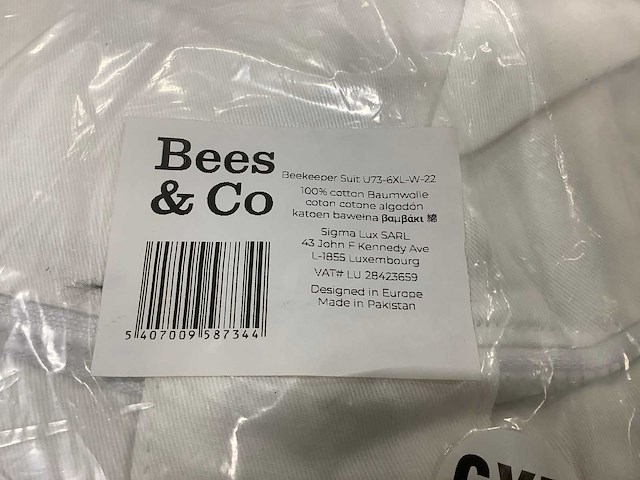 Bees
& Co
Beekeeper Suit U73-6XL-W-22
100% cotton Baumwolle
coton cotone algodón
katoen bawełna βαμβάκι 綿
Sigma Lux SARL
43 John F Kennedy Ave
L-1855 Luxembourg
VAT# LU 28423659
Designed in Europe
Made in Pakistan
5 407009 587344